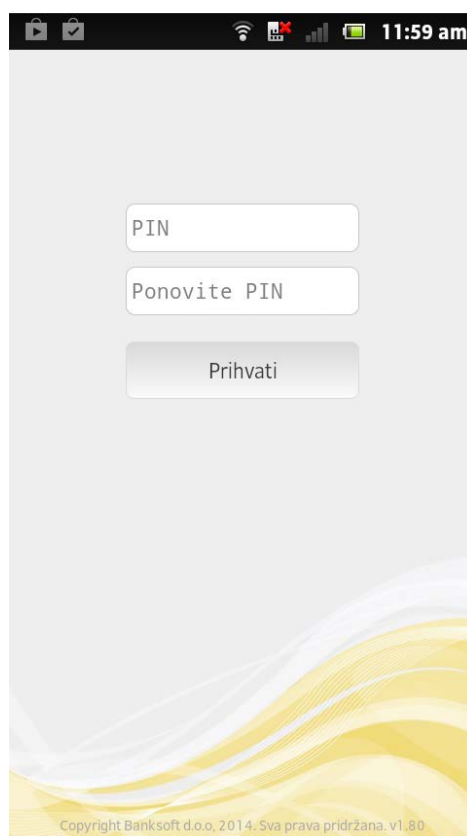 11:59 am
PIN
Ponovite PIN
Prihvati
Copyright Banksoft d.o.o, 2014. Sva prava pridržana. v1,80